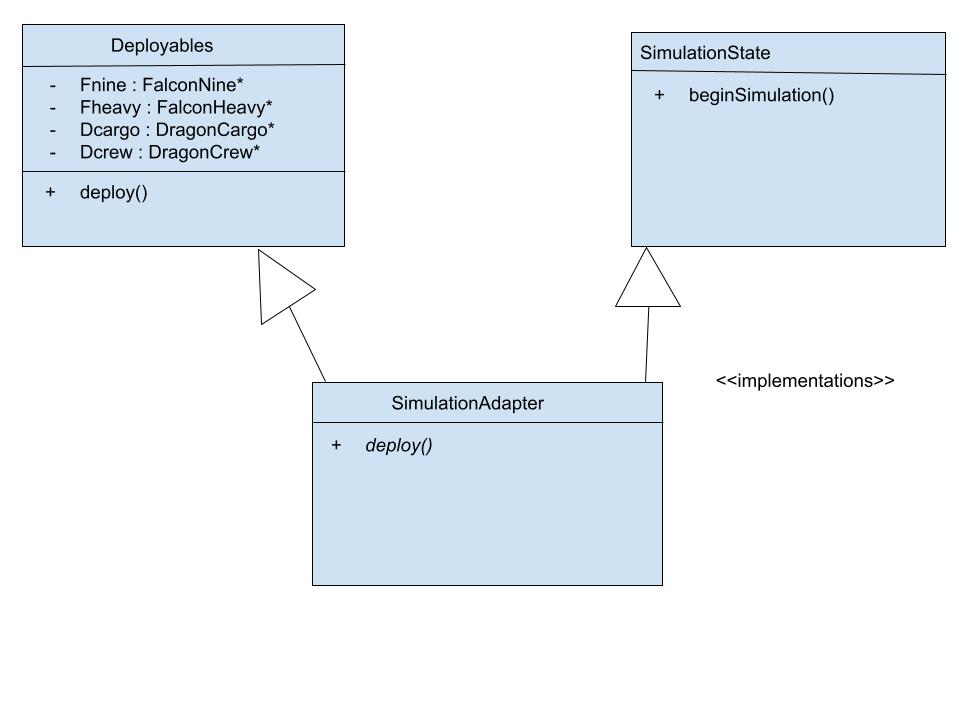 Deployables
- Fnine : FalconNine*
- Fheavy : FalconHeavy*
- Dcargo : DragonCargo*
- Dcrew : DragonCrew*
+ deploy()
SimulationState
+ beginSimulation()
<<implementations>>
SimulationAdapter
+ deploy()